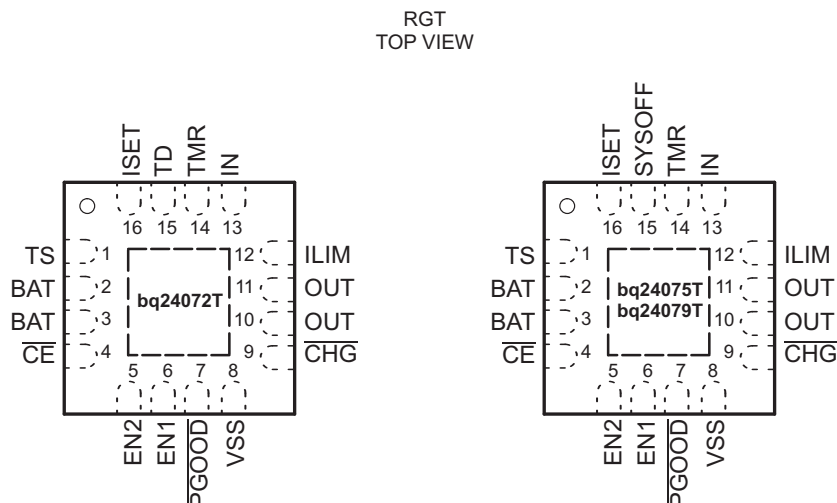 RGT
TOP VIEW
ISET
TD
TMR
IN
16 15 14 13
TS 1
BAT 2
BAT 3
CE 4
bq24072T
12 ILIM
11 OUT
10 OUT
9 CHG
5 6 7 8
EN2
EN1
PGOOD
VSS
ISET
SYSOFF
TMR
IN
16 15 14 13
TS 1
BAT 2
BAT 3
CE 4
bq24075T
bq24079T
12 ILIM
11 OUT
10 OUT
9 CHG
5 6 7 8
EN2
EN1
PGOOD
VSS